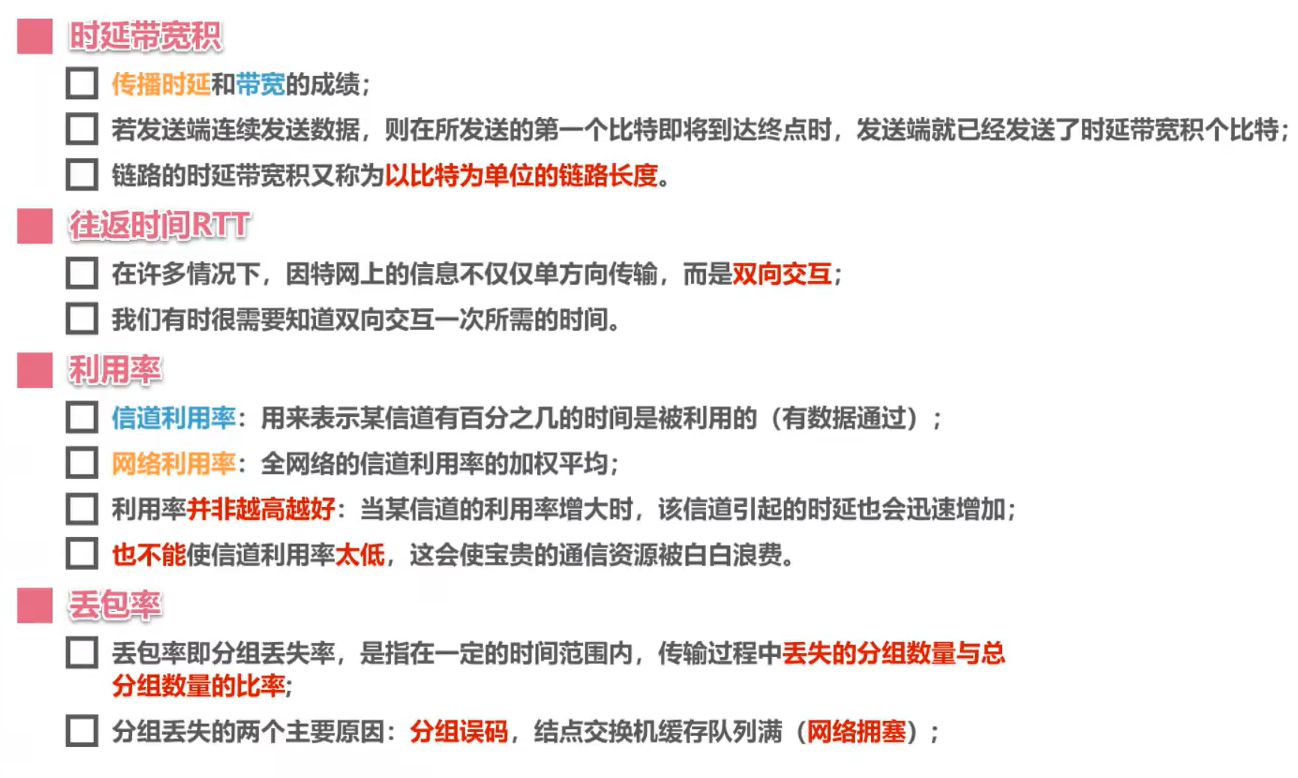 时延带宽积
传播时延和带宽的成绩；
若发送端连续发送数据，则在所发送的第一个比特即将到达终点时，发送端就已经发送了时延带宽积个比特；
链路的时延带宽积又称为以比特为单位的链路长度。
往返时间RTT
在许多情况下，因特网上的信息不仅仅单方向传输，而是双向交互；
我们有时很需要知道双向交互一次所需的时间。
利用率
信道利用率：用来表示某信道有百分之几的时间是被利用的（有数据通过）；
网络利用率：全网络的信道利用率的加权平均；
利用率并非越高越好：当某信道的利用率增大时，该信道引起的时延也会迅速增加；
也不能使信道利用率太低，这会使宝贵的通信资源被白白浪费。
丢包率
丢包率即分组丢失率，是指在一定的时间范围内，传输过程中丢失的分组数量与总
分组数量的比率；
分组丢失的两个主要原因：分组误码，结点交换机缓存队列满（网络拥塞）；